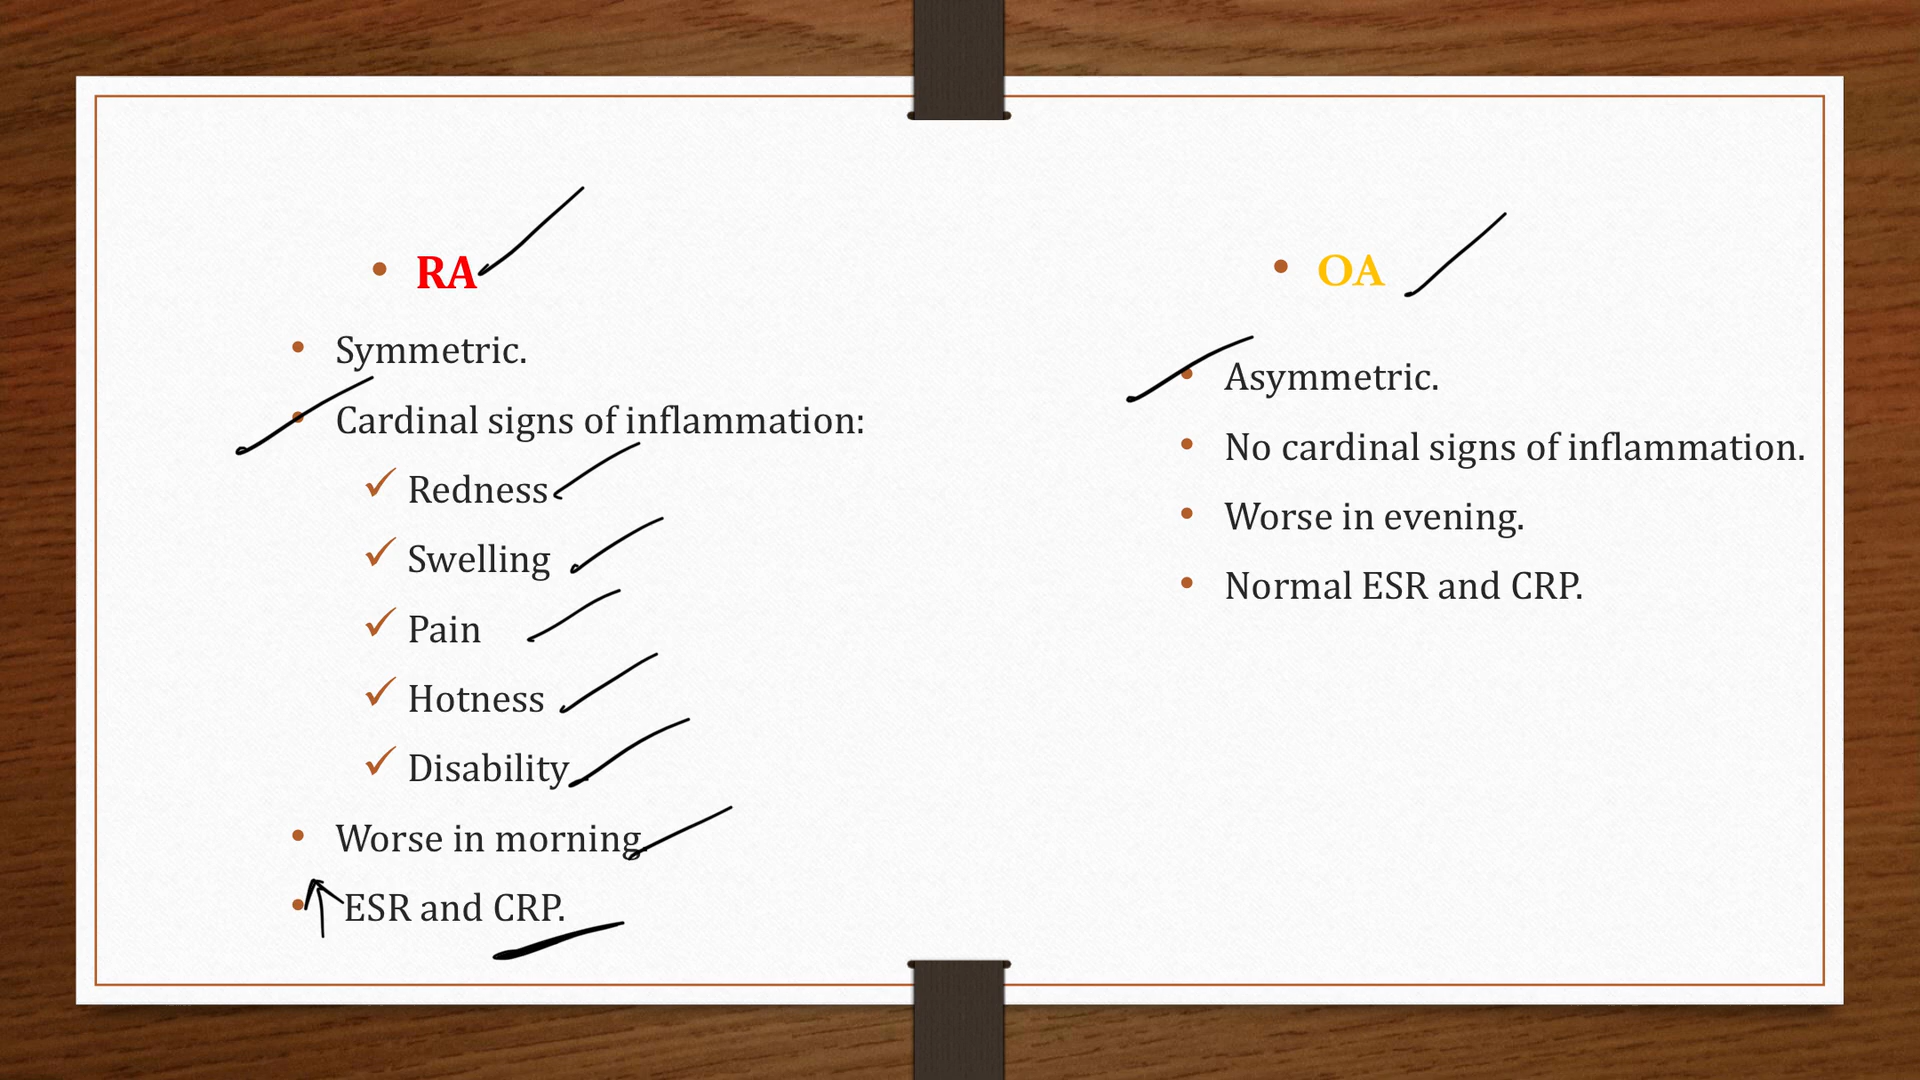 RA
Symmetric.
Cardinal signs of inflammation:
Redness
Swelling
Pain
Hotness
Disability
Worse in morning.
↑ ESR and CRP.
OA
Asymmetric.
No cardinal signs of inflammation.
Worse in evening.
Normal ESR and CRP.